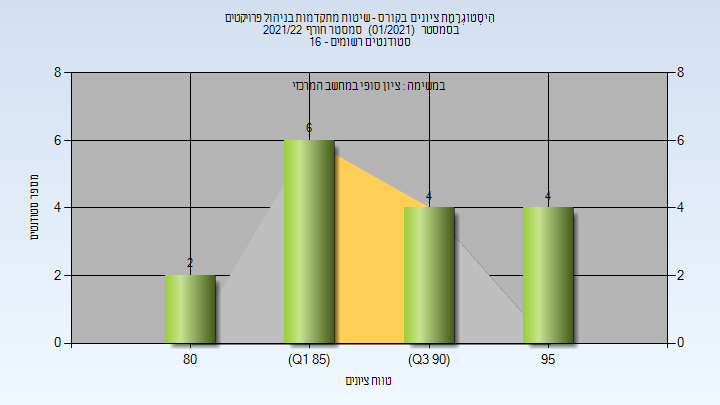 היסטוגרמת ציונים בקורס - שיטות מתקדמות בניהול פרויקטים
בסמסטר (01/2021) סמסטר חורף 2021/22
סטודנטים רשומים - 16
במשימה : ציון סופי במחשב המרכזי
8
6
4
2
0
8
6
4
2
0
מספר סטודנטים
2
6
4
4
80
(Q1 85)
(Q3 90)
95
טווח ציונים